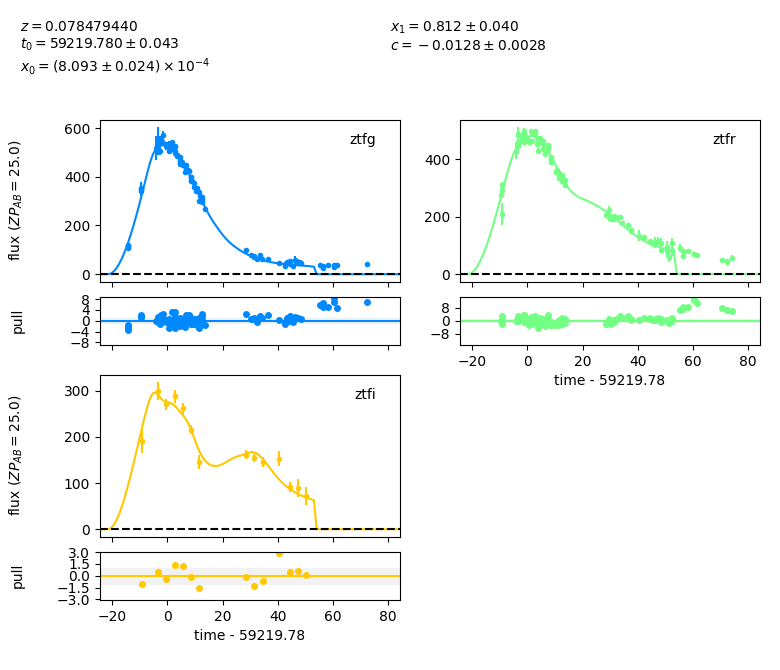 z = 0.078479440
t₀ = 59219.780 ± 0.043
x₀ = (8.093 ± 0.024) × 10⁻⁴
x₁ = 0.812 ± 0.040
c = −0.0128 ± 0.0028
flux (ZP_AB = 25.0)
600
400
200
0
ztfg
400
200
0
ztfr
pull
8
4
0
−4
−8
8
0
−8
−20 0 20 40 60 80
time - 59219.78
flux (ZP_AB = 25.0)
300
200
100
0
ztfi
pull
3.0
1.5
0.0
−1.5
−3.0
−20 0 20 40 60 80
time - 59219.78